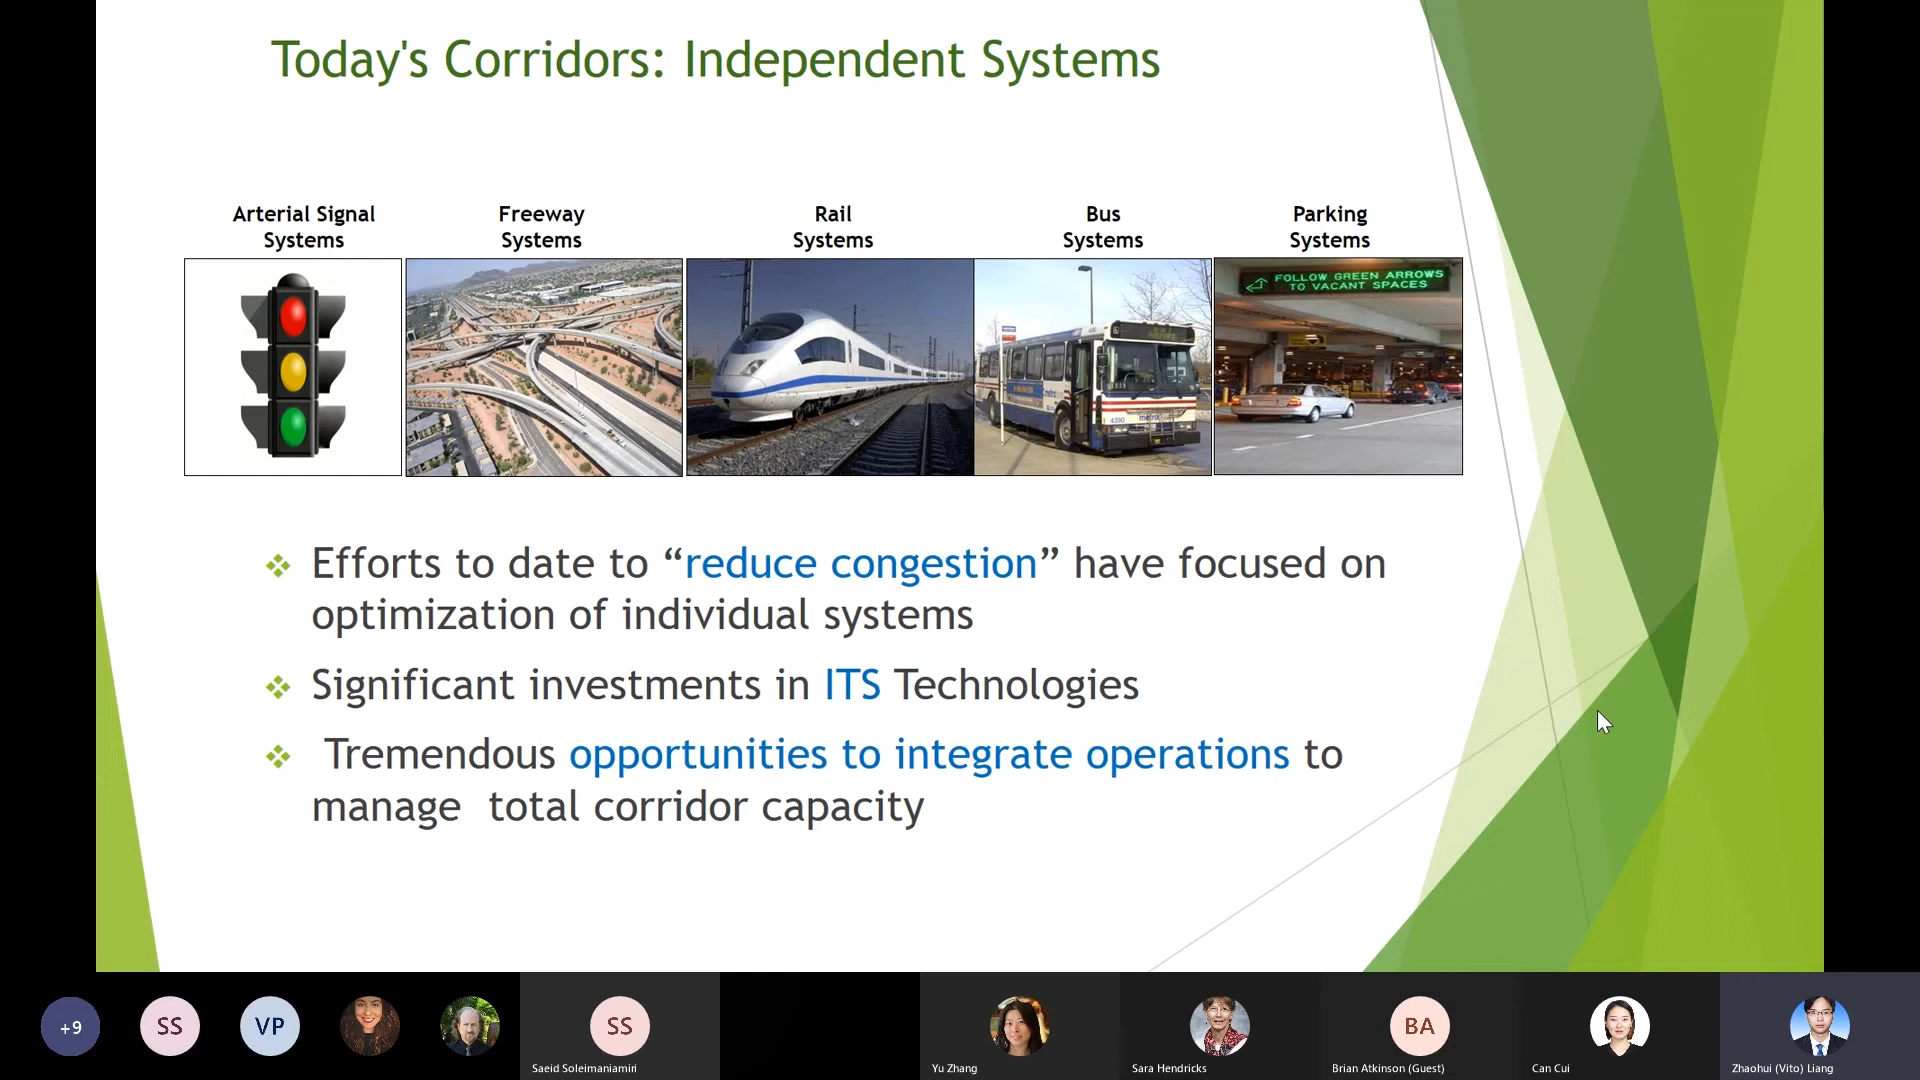 Today's Corridors: Independent Systems
Arterial Signal
Systems
Freeway
Systems
Rail
Systems
Bus
Systems
Parking
Systems
FOLLOW GREEN ARROWS
TO VACANT SPACES
metro
4390
Efforts to date to “reduce congestion” have focused on
optimization of individual systems
Significant investments in ITS Technologies
Tremendous opportunities to integrate operations to
manage total corridor capacity
+9
SS
VP
SS
Saeid Soleimaniamiri
Yu Zhang
Sara Hendricks
BA
Brian Atkinson (Guest)
Can Cui
Zhaohui (Vito) Liang